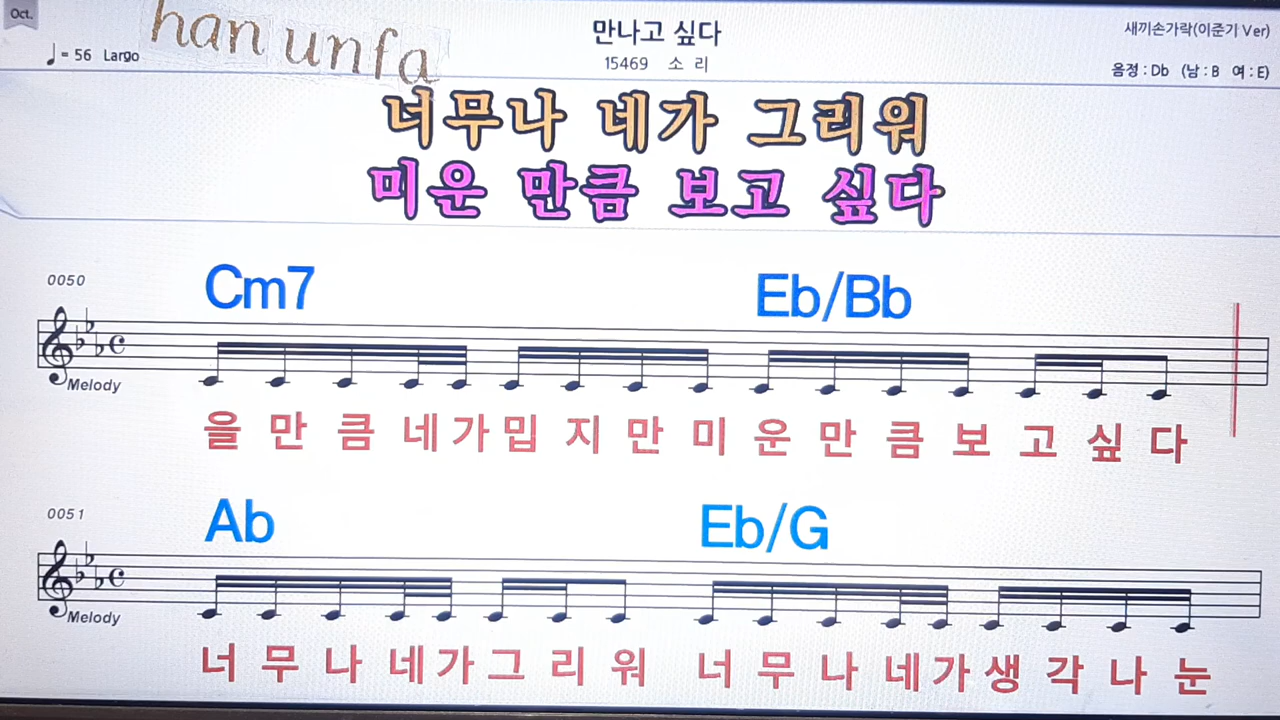 Oct.
han unfa
♩= 56 Largo
만나고 싶다
15469 소 리
새끼손가락(이준기 Ver)
음정 : Db (남 : B 여 : E)
너무나 네가 그리워
미운 만큼 보고 싶다
0050
Cm7 Eb/Bb
Melody
을 만 큼 네 가 밉 지 만 미 운 만 큼 보 고 싶 다
0051
Ab Eb/G
Melody
너 무 나 네 가 그 리 워 너 무 나 네 가 생 각 나 눈